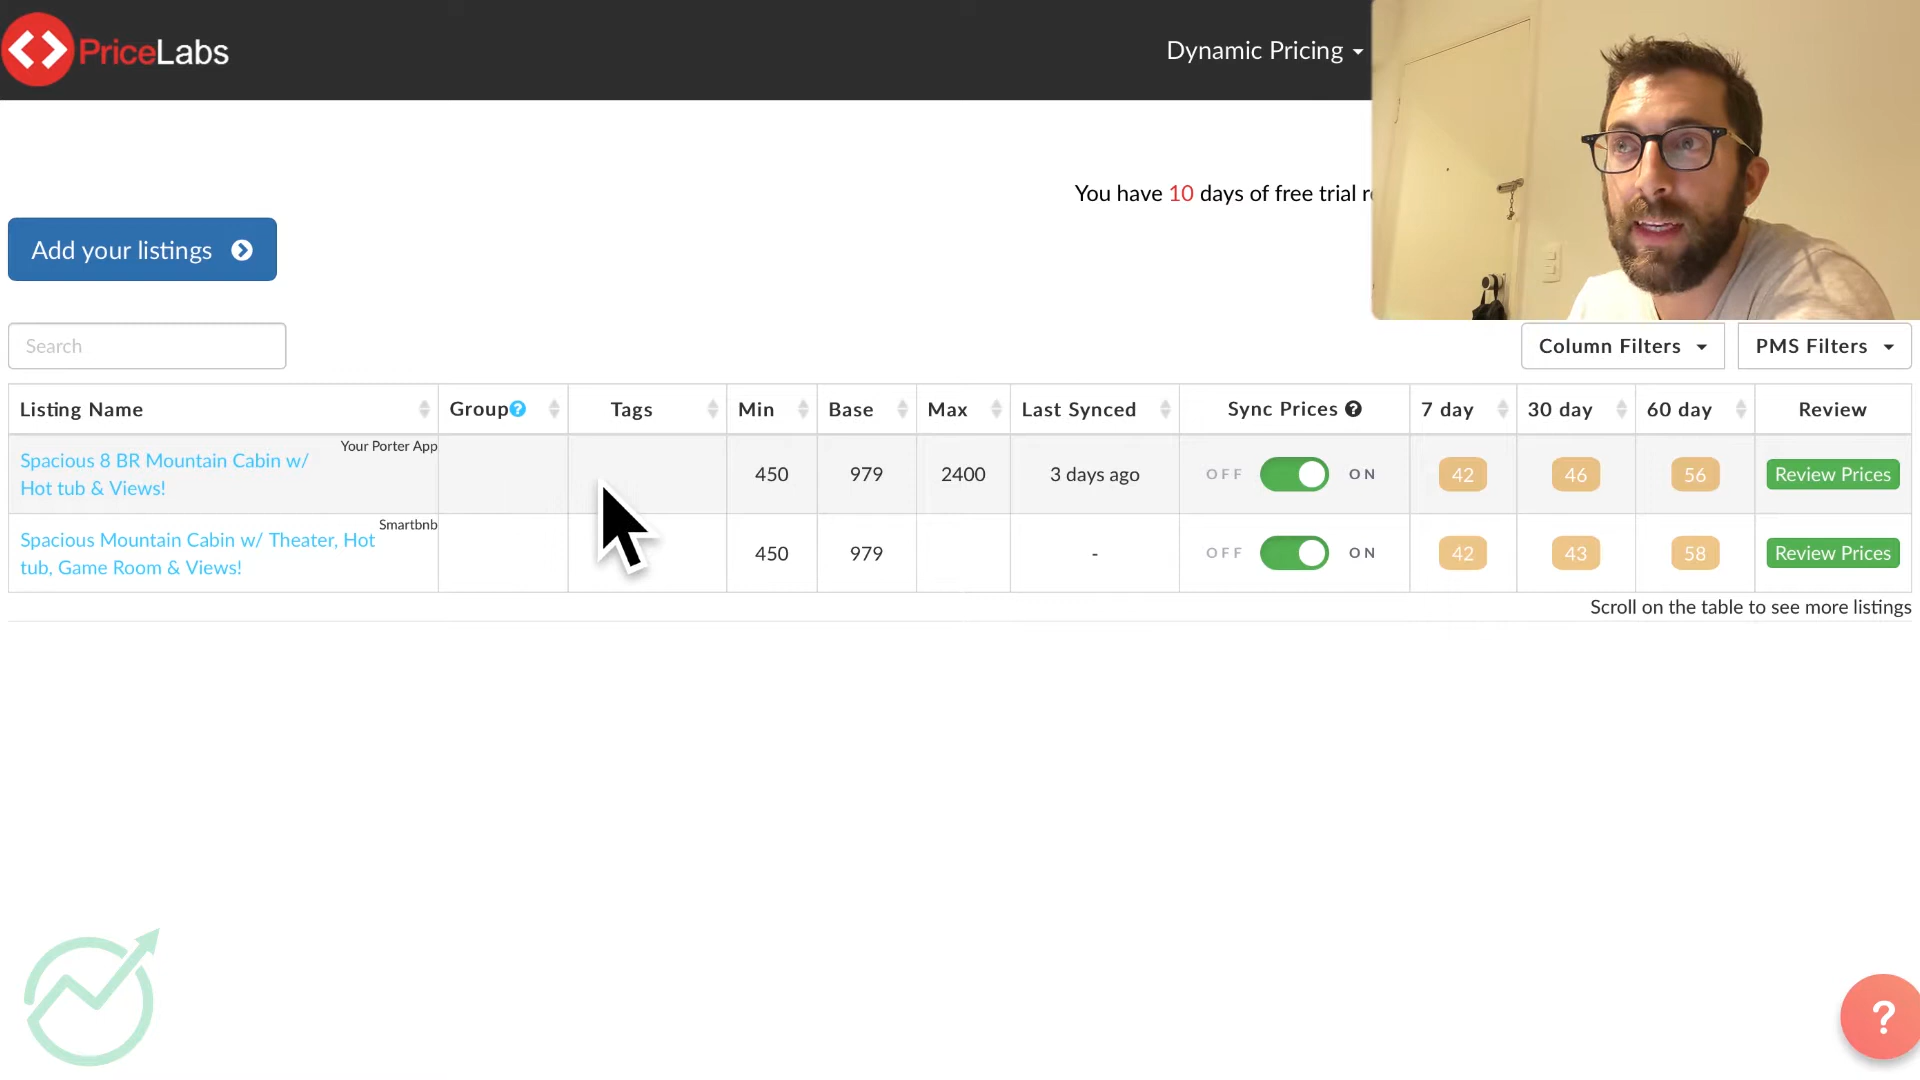 PriceLabs
Dynamic Pricing
You have 10 days of free trial
Add your listings
Search
Column Filters
PMS Filters
Listing Name Group Tags Min Base Max Last Synced Sync Prices 7 day 30 day 60 day Review
Your Porter App
Spacious 8 BR Mountain Cabin w/
Hot tub & Views!
450 979 2400 3 days ago OFF ON 42 46 56 Review Prices
Smartbnb
Spacious Mountain Cabin w/ Theater, Hot
tub, Game Room & Views!
450 979 - OFF ON 42 43 58 Review Prices
Scroll on the table to see more listings
?